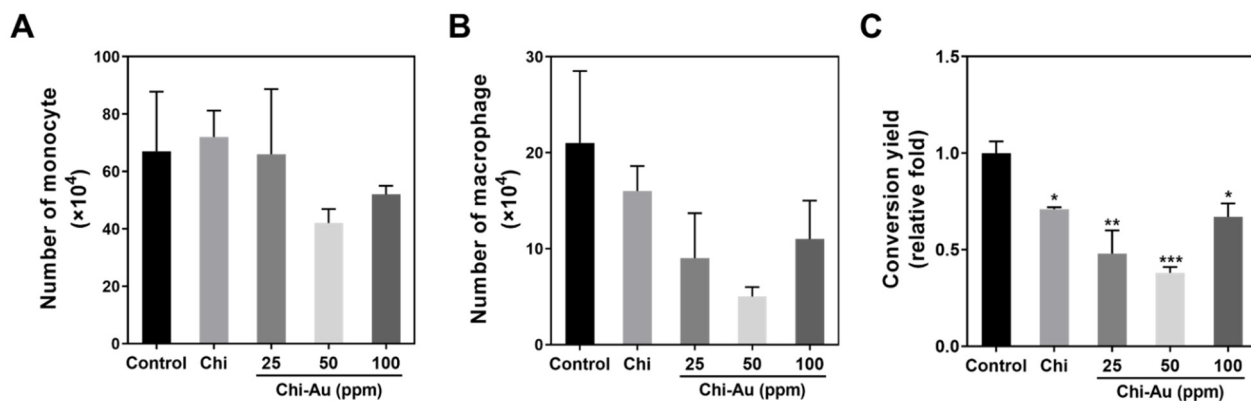 A
Number of monocyte
(×10⁴)
100
80
60
40
20
0
Control Chi 25 50 100
Chi-Au (ppm)
B
Number of macrophage
(×10⁴)
30
20
10
0
Control Chi 25 50 100
Chi-Au (ppm)
C
Conversion yield
(relative fold)
1.5
1.0
0.5
0.0
* ** *** *
Control Chi 25 50 100
Chi-Au (ppm)